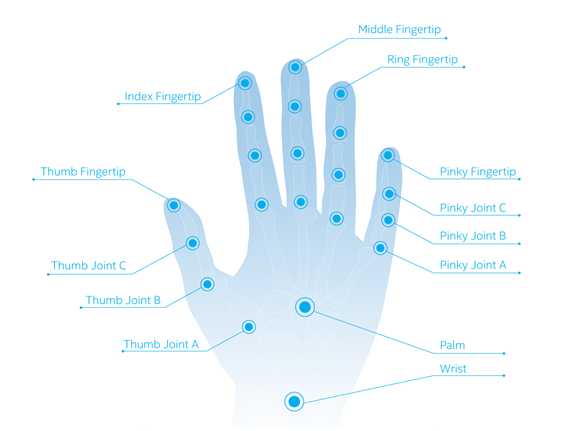 Middle Fingertip
Ring Fingertip
Index Fingertip
Thumb Fingertip
Pinky Fingertip
Pinky Joint C
Pinky Joint B
Thumb Joint C
Pinky Joint A
Thumb Joint B
Thumb Joint A
Palm
Wrist